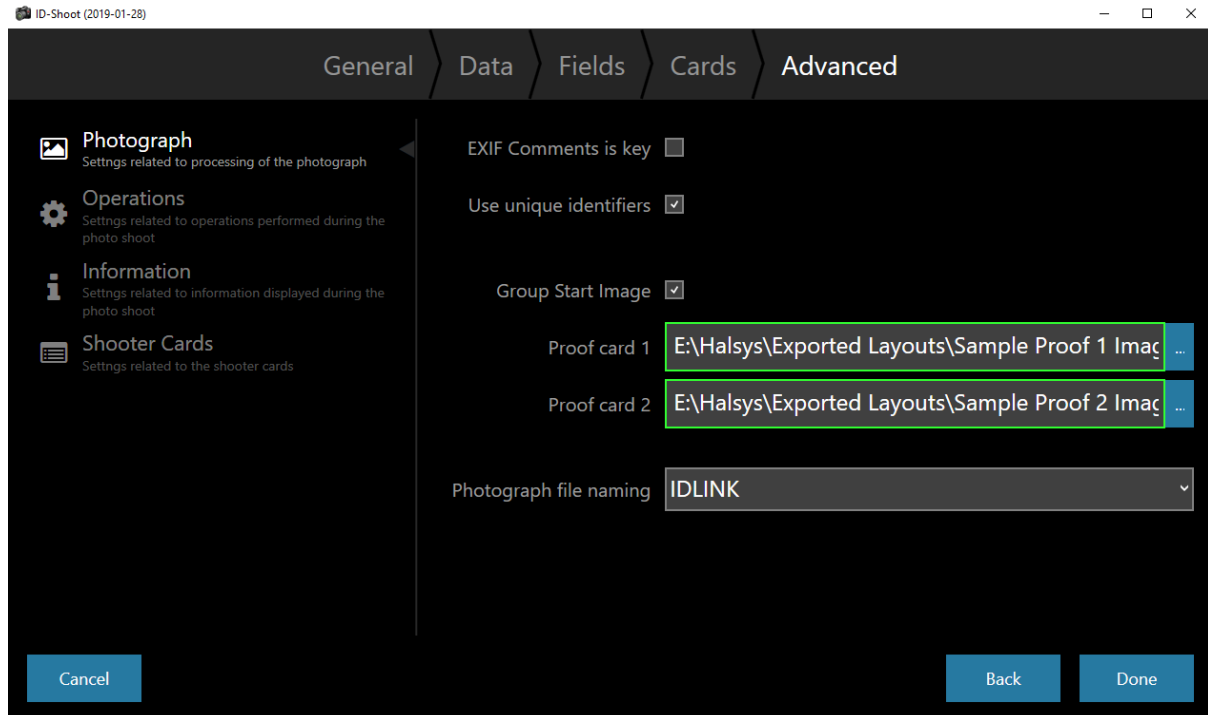 ID-Shoot (2019-01-28)
General Data Fields Cards Advanced
Photograph
Settngs related to processing of the photograph
Operations
Settngs related to operations performed during the
photo shoot
Information
Settngs related to information displayed during the
photo shoot
Shooter Cards
Settngs related to the shooter cards
EXIF Comments is key
Use unique identifiers
Group Start Image
Proof card 1 E:\Halsys\Exported Layouts\Sample Proof 1 Imag ...
Proof card 2 E:\Halsys\Exported Layouts\Sample Proof 2 Imag ...
Photograph file naming IDLINK
Cancel Back Done